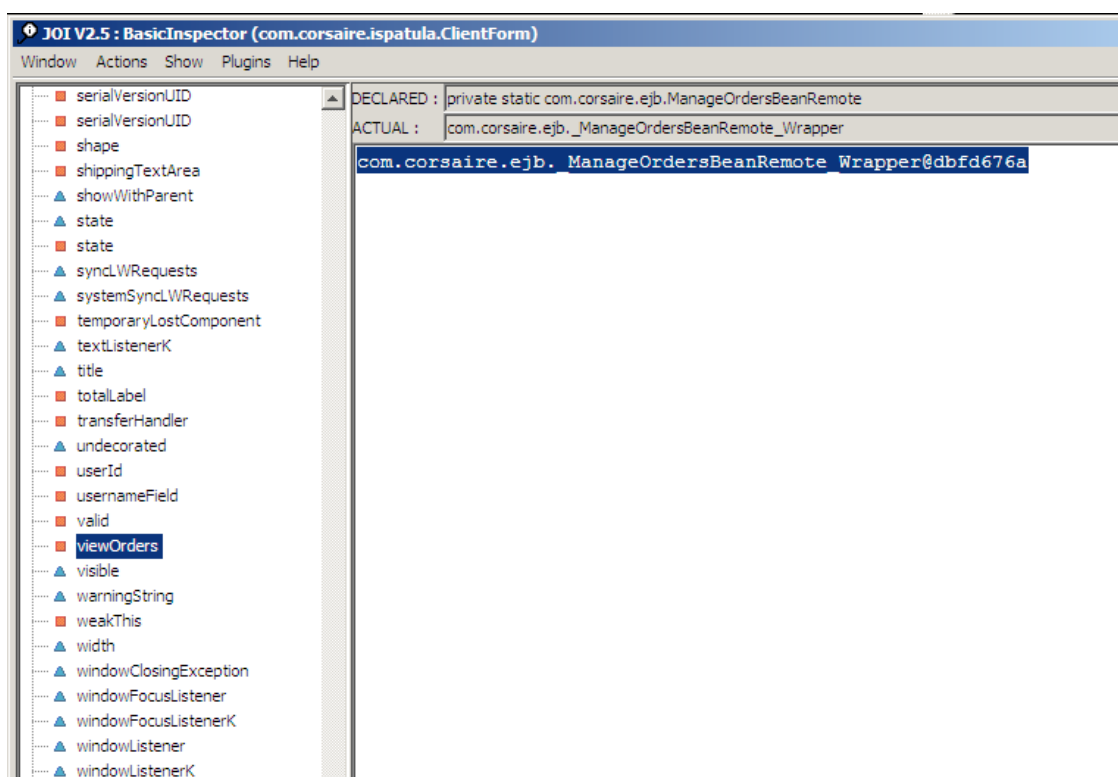 JOI V2.5 : BasicInspector (com.corsaire.ispatula.ClientForm)
Window Actions Show Plugins Help
serialVersionUID
serialVersionUID
shape
shippingTextArea
showWithParent
state
state
syncLWRequests
systemSyncLWRequests
temporaryLostComponent
textListenerK
title
totalLabel
transferHandler
undecorated
userId
usernameField
valid
viewOrders
visible
warningString
weakThis
width
windowClosingException
windowFocusListener
windowFocusListenerK
windowListener
windowListenerK
DECLARED : private static com.corsaire.ejb.ManageOrdersBeanRemote
ACTUAL : com.corsaire.ejb._ManageOrdersBeanRemote_Wrapper
com.corsaire.ejb._ManageOrdersBeanRemote_Wrapper@dbfd676a